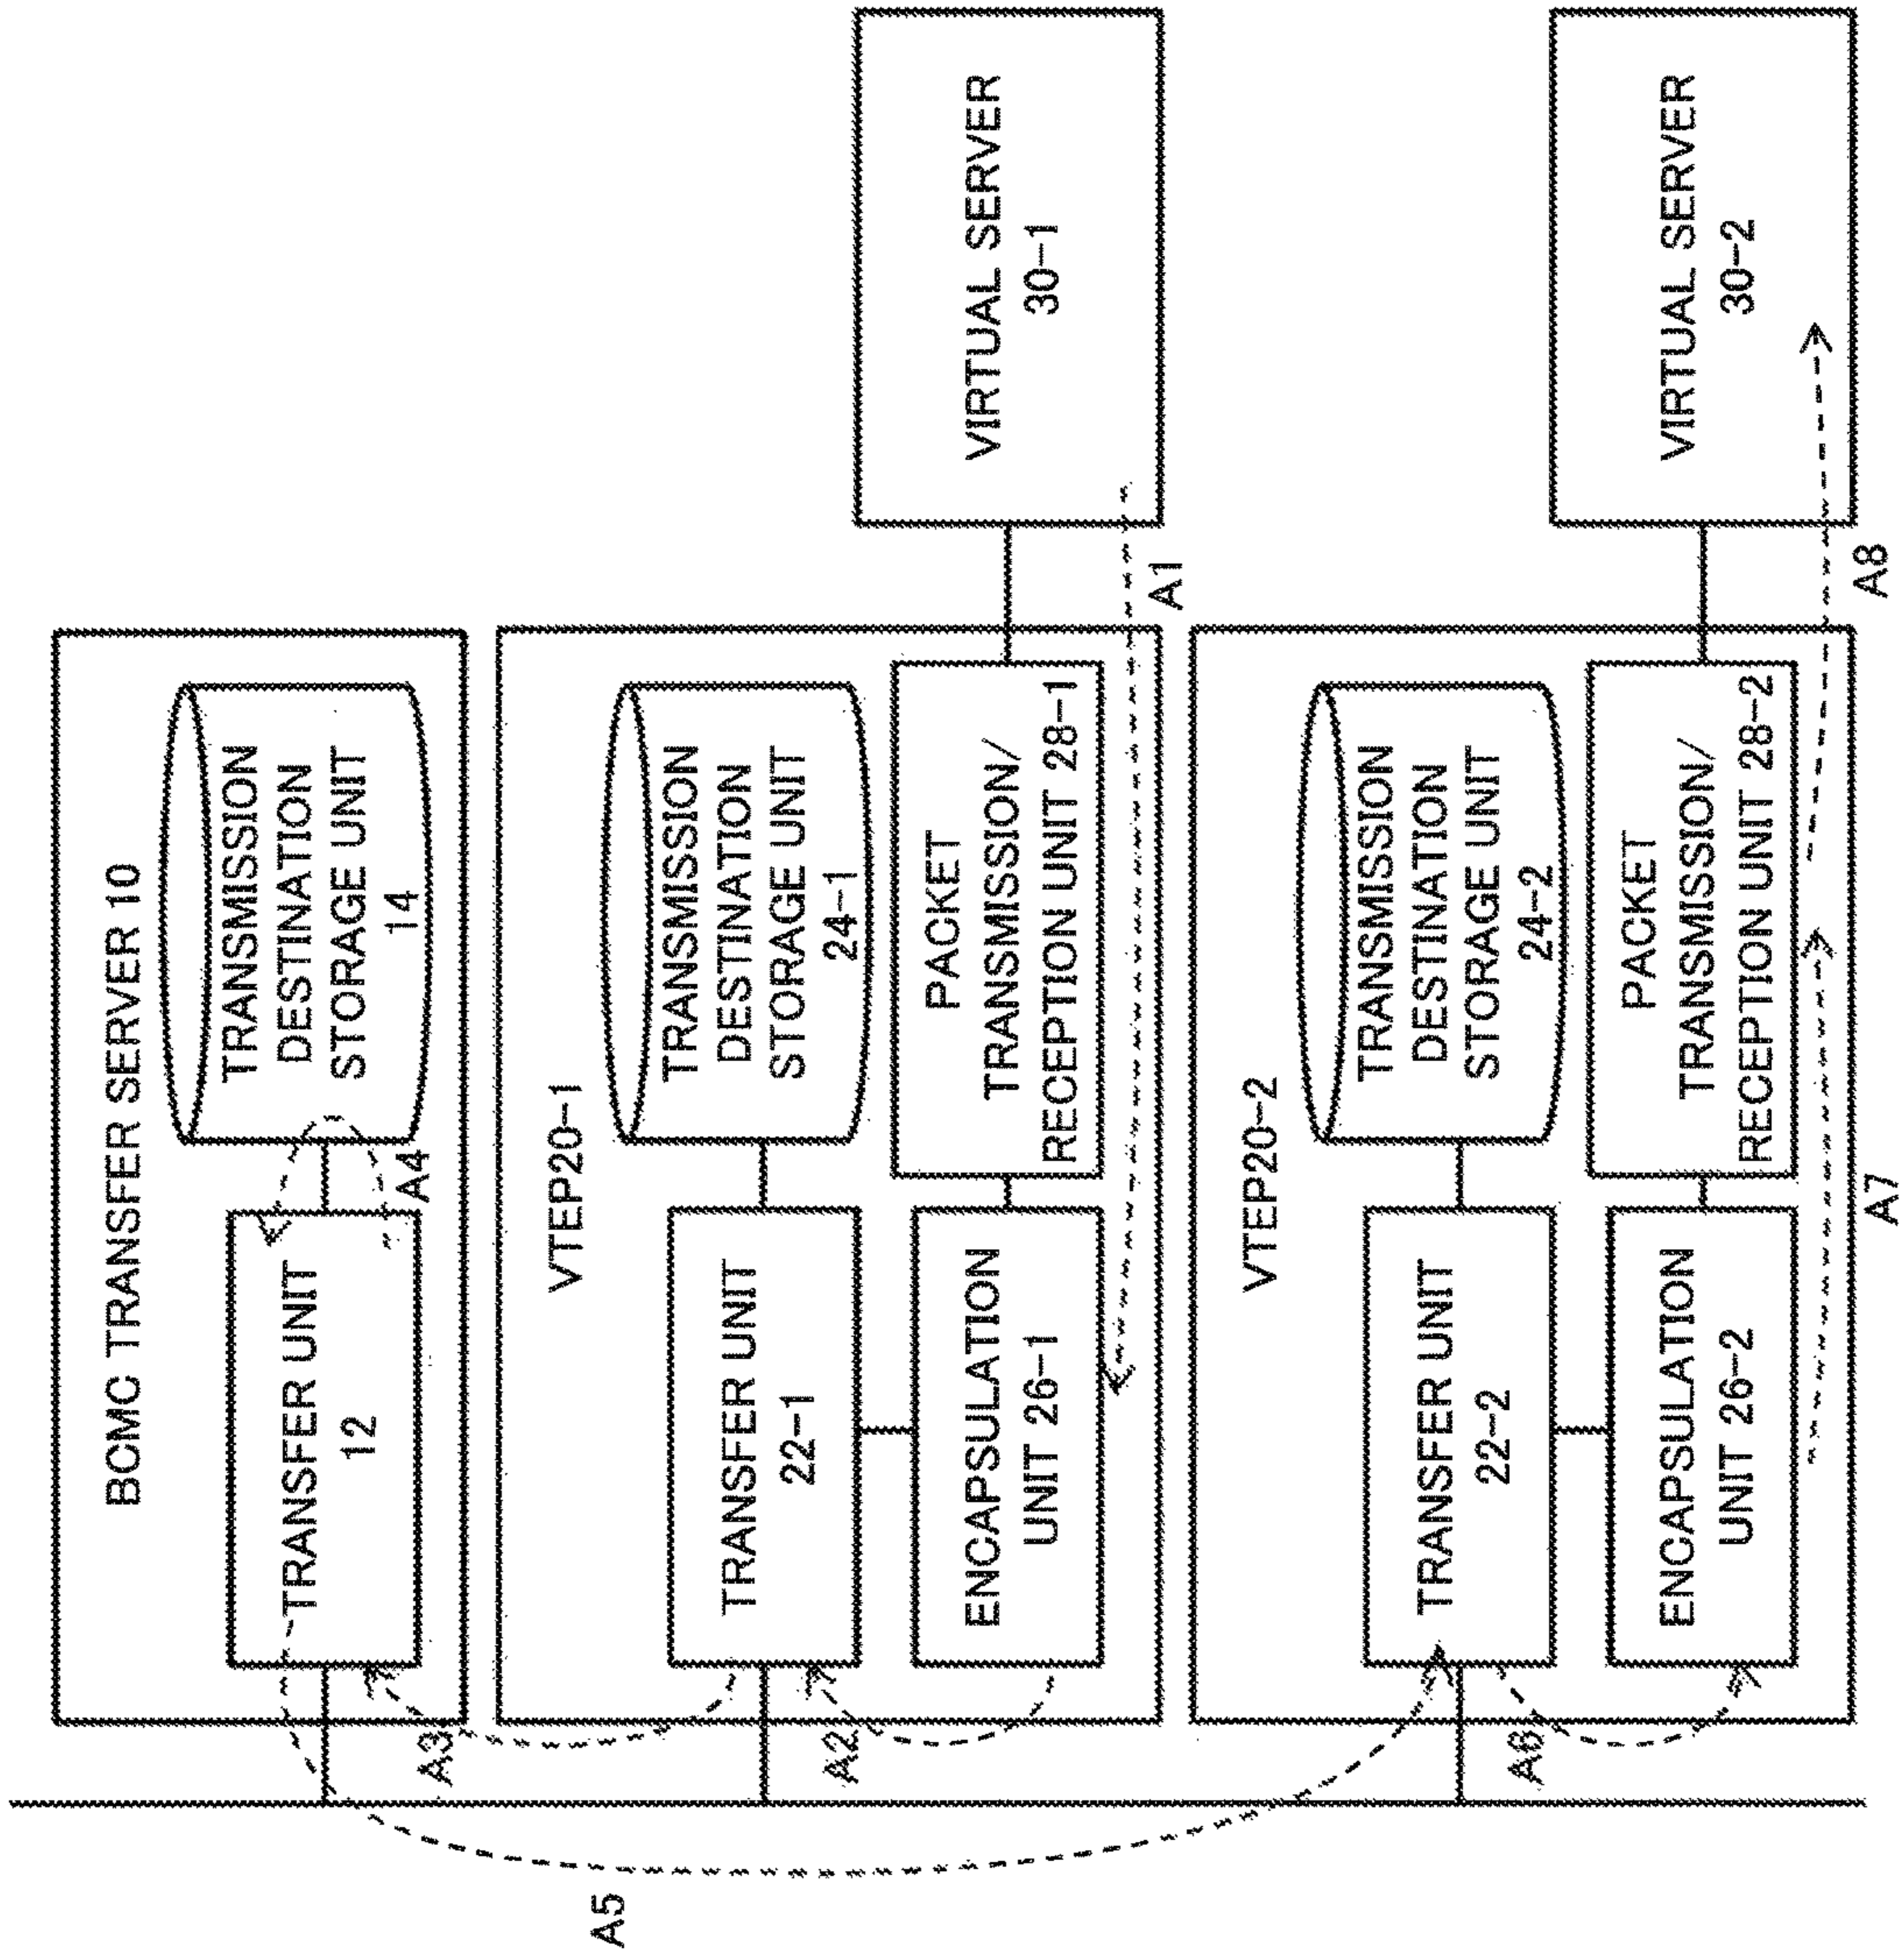 BCMC TRANSFER SERVER 10
TRANSFER UNIT
12
TRANSMISSION
DESTINATION
STORAGE UNIT
14
A4
A3
A5
VTEP20-1
TRANSFER UNIT
22-1
TRANSMISSION
DESTINATION
STORAGE UNIT
24-1
A2
ENCAPSULATION
UNIT 26-1
PACKET
TRANSMISSION/
RECEPTION UNIT 28-1
VIRTUAL SERVER
30-1
A1
VTEP20-2
TRANSFER UNIT
22-2
TRANSMISSION
DESTINATION
STORAGE UNIT
24-2
A6
ENCAPSULATION
UNIT 26-2
PACKET
TRANSMISSION/
RECEPTION UNIT 28-2
VIRTUAL SERVER
30-2
A7
A8